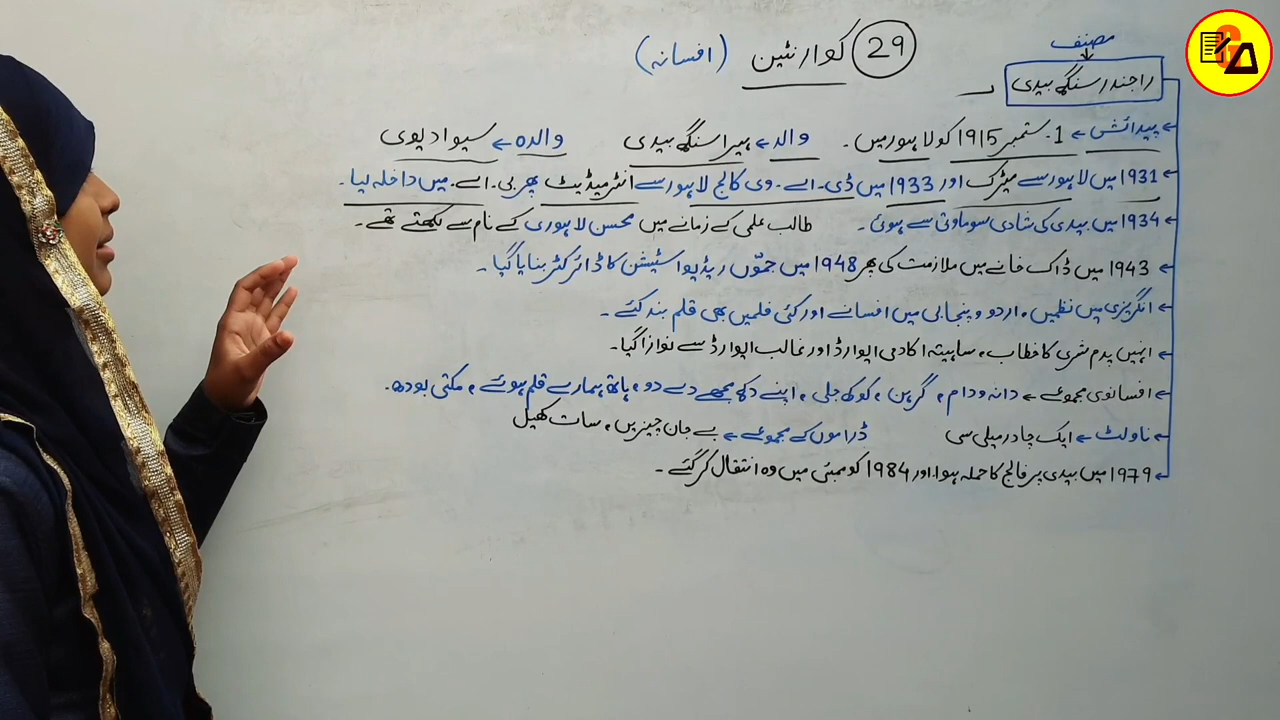 29 کوارنٹین (افسانہ)
مصنف
راجندر سنگھ بیدی
پیدائش ← 1۔ ستمبر 1915 کو لاہور میں۔ والد ← ہیرا سنگھ بیدی والدہ ← سیوا دیوی
1931 میں لاہور سے میٹرک اور 1933 میں ڈی۔ اے۔ وی کالج لاہور سے انٹرمیڈیٹ پھر بی۔ اے۔ میں داخلہ لیا۔
1934 میں بیدی کی شادی سوماوتی سے ہوئی۔ طالب علمی کے زمانے میں محسن لاہوری کے نام سے لکھتے تھے۔
1943 میں ڈاک خانے میں ملازمت کی پھر 1948 میں جموّں ریڈیو اسٹیشن کا ڈائرکٹر بنایا گیا۔
انگریزی میں نظمیں، اردو و پنجابی میں افسانے اور کئی فلمیں بھی قلم بند کئے۔
انہیں پدم شری کا خطاب، ساہیتہ اکادمی ایوارڈ اور غالب ایوارڈ سے نوازا گیا۔
افسانوی مجموعے ← دانہ و دام، گرہن، کوکھ جلی، اپنے دکھ مجھے دے دو، ہاتھ ہمارے قلم ہوئے، مکتی بودھ۔
ناولٹ ← ایک چادر میلی سی ڈراموں کے مجموعے ← بے جان چیزیں، سات کھیل
1979 میں بیدی پر فالج کا حملہ ہوا۔ اور 1984 کو ممبئی میں وہ انتقال کر گئے۔